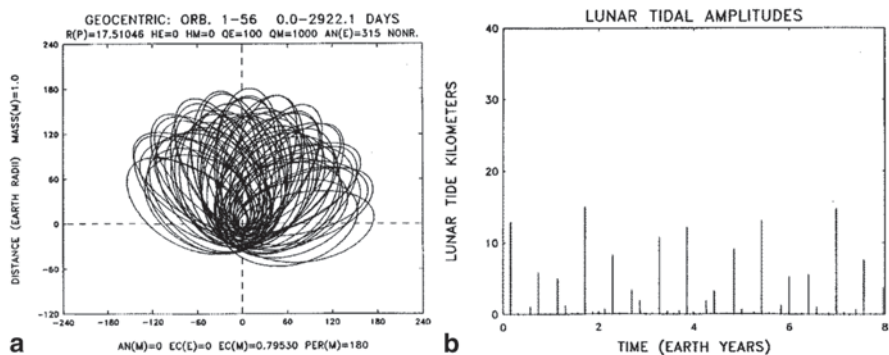 GEOCENTRIC: ORB. 1-56 0.0-2922.1 DAYS
R(P)=17.51046 HE=0 HM=0 QE=100 QM=1000 AN(E)=315 NONR.
240
180
120
60
0
-60
-120
DISTANCE (EARTH RADII) MASS(M)=1.0
-240 -180 -120 -60 0 60 120 180 240
AN(M)=0 EC(E)=0 EC(M)=0.79530 PER(M)=180
a
LUNAR TIDAL AMPLITUDES
40
30
20
10
0
LUNAR TIDE KILOMETERS
0 2 4 6 8
TIME (EARTH YEARS)
b